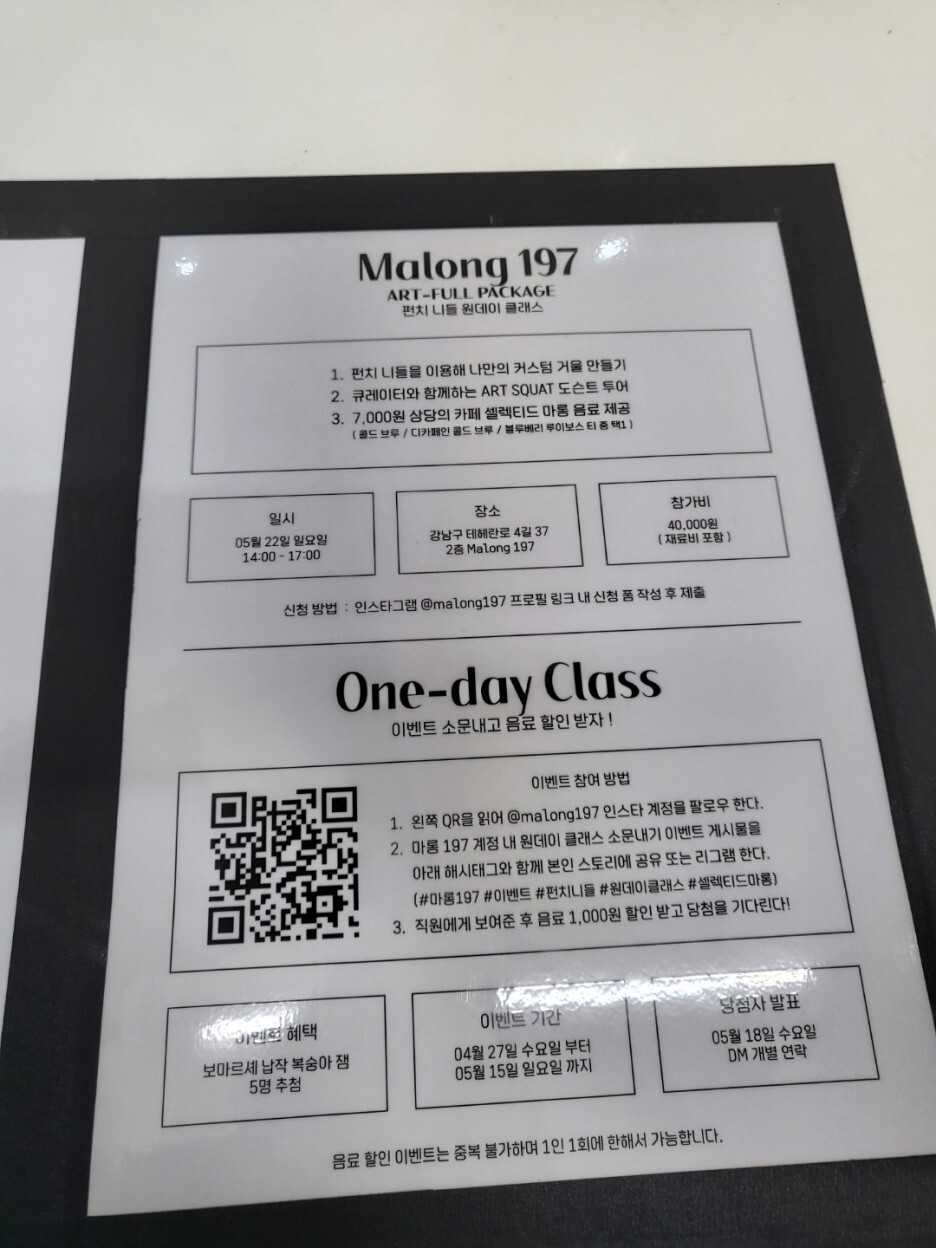 Malong 197
ART-FULL PACKAGE
펀치 니들 원데이 클래스
1. 펀치 니들을 이용해 나만의 커스텀 거울 만들기
2. 큐레이터와 함께하는 ART SQUAT 도슨트 투어
3. 7,000원 상당의 카페 셀렉티드 마롱 음료 제공
( 콜드 브루 / 디카페인 콜드 브루 / 블루베리 루이보스 티 중 택1 )
일시
05월 22일 일요일
14:00 - 17:00
장소
강남구 테헤란로 4길 37
2층 Malong 197
참가비
40,000원
( 재료비 포함 )
신청 방법 : 인스타그램 @malong197 프로필 링크 내 신청 폼 작성 후 제출
One-day Class
이벤트 소문내고 음료 할인 받자 !
이벤트 참여 방법
1. 왼쪽 QR을 읽어 @malong197 인스타 계정을 팔로우 한다.
2. 마롱 197 계정 내 원데이 클래스 소문내기 이벤트 게시물을
아래 해시태그와 함께 본인 스토리에 공유 또는 리그램 한다.
(#마롱197 #이벤트 #펀치니들 #원데이클래스 #셀렉티드마롱)
3. 직원에게 보여준 후 음료 1,000원 할인 받고 당첨을 기다린다!
이벤트 혜택
보마르셰 납작 복숭아 잼
5명 추첨
이벤트 기간
04월 27일 수요일 부터
05월 15일 일요일 까지
당첨자 발표
05월 18일 수요일
DM 개별 연락
음료 할인 이벤트는 중복 불가하며 1인 1회에 한해서 가능합니다.